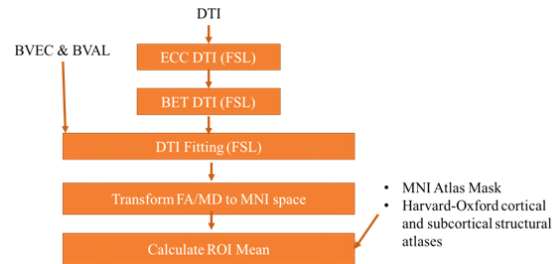 DTI
BVEC & BVAL
ECC DTI (FSL)
BET DTI (FSL)
DTI Fitting (FSL)
Transform FA/MD to MNI space
• MNI Atlas Mask
• Harvard-Oxford cortical
and subcortical structural
atlases
Calculate ROI Mean